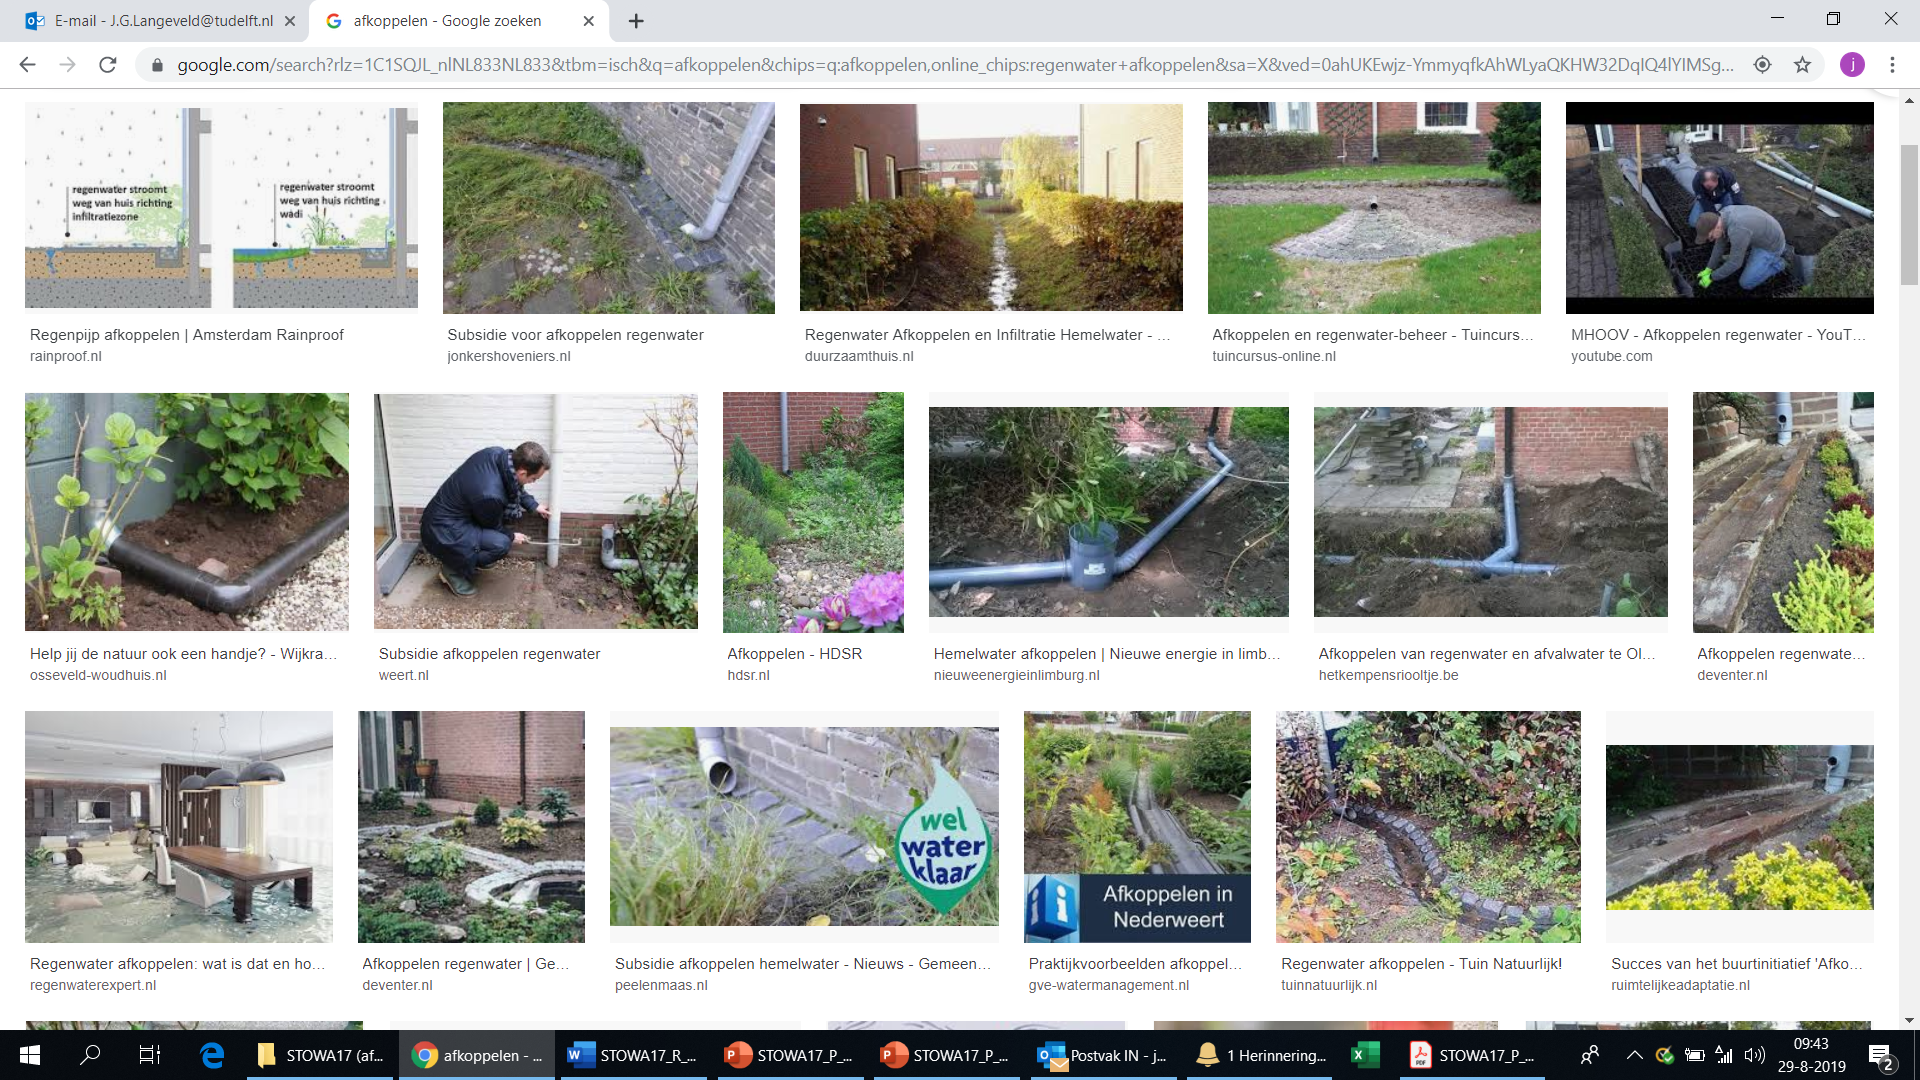 E-mail - J.G.Langeveld@tudelft.nl
afkoppelen - Google zoeken
google.com/search?rlz=1C1SQJL_nlNL833NL833&tbm=isch&q=afkoppelen&chips=q:afkoppelen,online_chips:regenwater+afkoppelen&sa=X&ved=0ahUKEwjz-YmmyqfkAhWLyaQKHW32DqIQ4lYIMSg...
j
regenwater stroomt
weg van huis richting
infiltratiezone
regenwater stroomt
weg van huis richting
wadi
Regenpijp afkoppelen | Amsterdam Rainproof
rainproof.nl
Subsidie voor afkoppelen regenwater
jonkershoveniers.nl
Regenwater Afkoppelen en Infiltratie Hemelwater - ...
duurzaamthuis.nl
Afkoppelen en regenwater-beheer - Tuincurs...
tuincursus-online.nl
MHOOV - Afkoppelen regenwater - YouT...
youtube.com
Help jij de natuur ook een handje? - Wijkra...
osseveld-woudhuis.nl
Subsidie afkoppelen regenwater
weert.nl
Afkoppelen - HDSR
hdsr.nl
Hemelwater afkoppelen | Nieuwe energie in limb...
nieuweenergieinlimburg.nl
Afkoppelen van regenwater en afvalwater te Ol...
hetkempensriooltje.be
Afkoppelen regenwate...
deventer.nl
wel
water
klaar
Afkoppelen in
Nederweert
Regenwater afkoppelen: wat is dat en ho...
regenwaterexpert.nl
Afkoppelen regenwater | Ge...
deventer.nl
Subsidie afkoppelen hemelwater - Nieuws - Gemeen...
peelenmaas.nl
Praktijkvoorbeelden afkoppel...
gve-watermanagement.nl
Regenwater afkoppelen - Tuin Natuurlijk!
tuinnatuurlijk.nl
Succes van het buurtinitiatief 'Afko...
ruimtelijkeadaptatie.nl
STOWA17 (af...
afkoppelen - ...
STOWA17_R_...
STOWA17_P_...
STOWA17_P_...
Postvak IN - j...
1 Herinnering...
STOWA17_P_...
09:43
29-8-2019
2